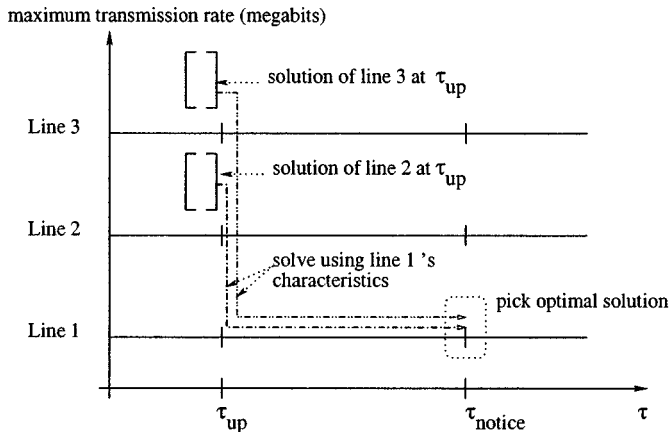 maximum transmission rate (megabits)
solution of line 3 at τup
Line 3
solution of line 2 at τup
Line 2
solve using line 1 's
characteristics
pick optimal solution
Line 1
τup
τnotice
τ